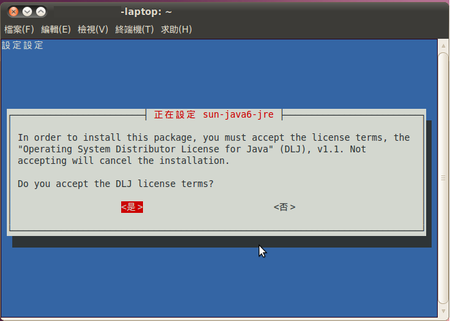 -laptop: ~
檔案(F) 編輯(E) 檢視(V) 終端機(T) 求助(H)
設定設定
正在設定 sun-java6-jre
In order to install this package, you must accept the license terms, the
"Operating System Distributor License for Java" (DLJ), v1.1. Not
accepting will cancel the installation.
Do you accept the DLJ license terms?
<是> <否>